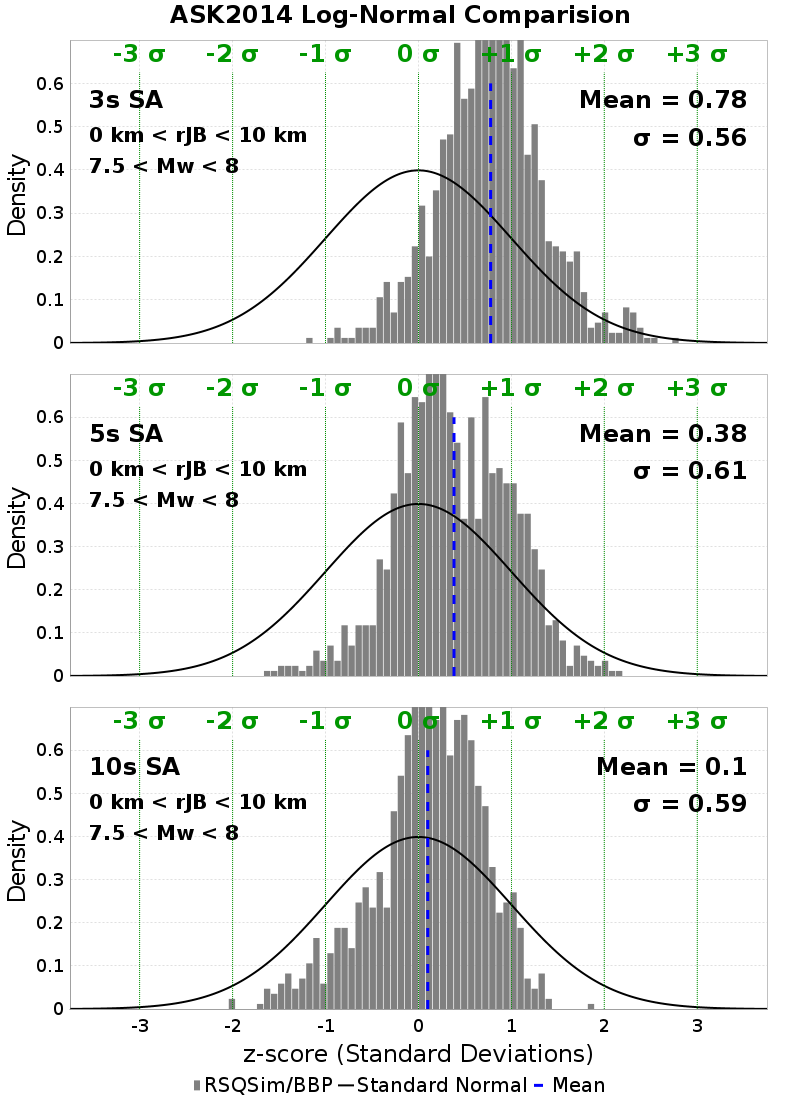 ASK2014 Log-Normal Comparision
-3 σ -2 σ -1 σ 0 σ +1 σ +2 σ +3 σ
3s SA
Mean = 0.78
0 km < rJB < 10 km
σ = 0.56
7.5 < Mw < 8
Density
0.6
0.5
0.4
0.3
0.2
0.1
0
-3 σ -2 σ -1 σ 0 σ +1 σ +2 σ +3 σ
5s SA
Mean = 0.38
0 km < rJB < 10 km
σ = 0.61
7.5 < Mw < 8
Density
0.6
0.5
0.4
0.3
0.2
0.1
0
-3 σ -2 σ -1 σ 0 σ +1 σ +2 σ +3 σ
10s SA
Mean = 0.1
0 km < rJB < 10 km
σ = 0.59
7.5 < Mw < 8
Density
0.6
0.5
0.4
0.3
0.2
0.1
0
-3 -2 -1 0 1 2 3
z-score (Standard Deviations)
RSQSim/BBP Standard Normal Mean